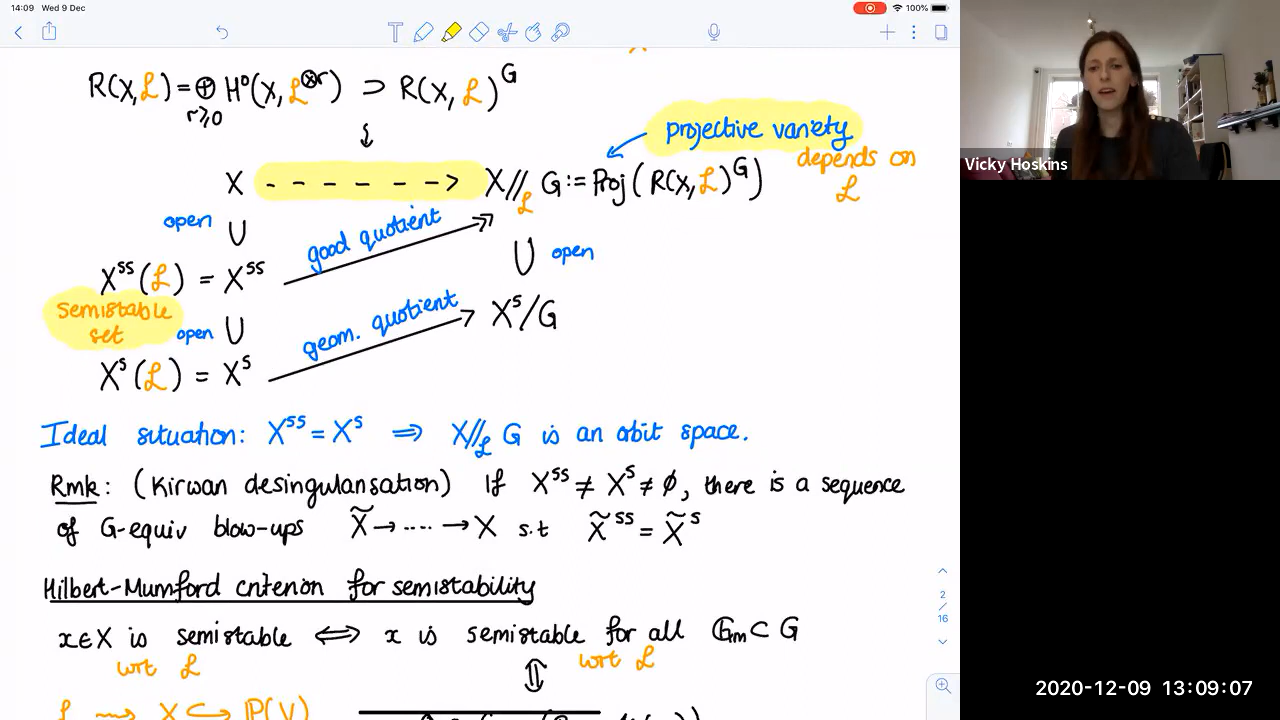 14:09 Wed 9 Dec
100%
R(X, L) = ⊕ H⁰(X, L^⊗r) ⊃ R(X, L)^G
r≥0
projective variety
depends on L
X - - - - - -> X//_L G := Proj(R(X, L)^G)
open ∪
good quotient
∪ open
X^ss(L) = X^ss
semistable set
open ∪
geom. quotient
X^s/G
X^s(L) = X^s
Ideal situation: X^ss = X^s ⇒ X//_L G is an orbit space.
Rmk: (Kirwan desingularisation) If X^ss ≠ X^s ≠ ∅, there is a sequence
of G-equiv blow-ups X̃ → ···· → X s.t X̃^ss = X̃^s
Hilbert-Mumford criterion for semistability
x ∈ X is semistable ⇔ x is semistable for all 𝔾m ⊂ G
wrt L
wrt L
L ⇝ X ↪ P(V)
2
/
16
Vicky Hoskins
2020-12-09 13:09:07